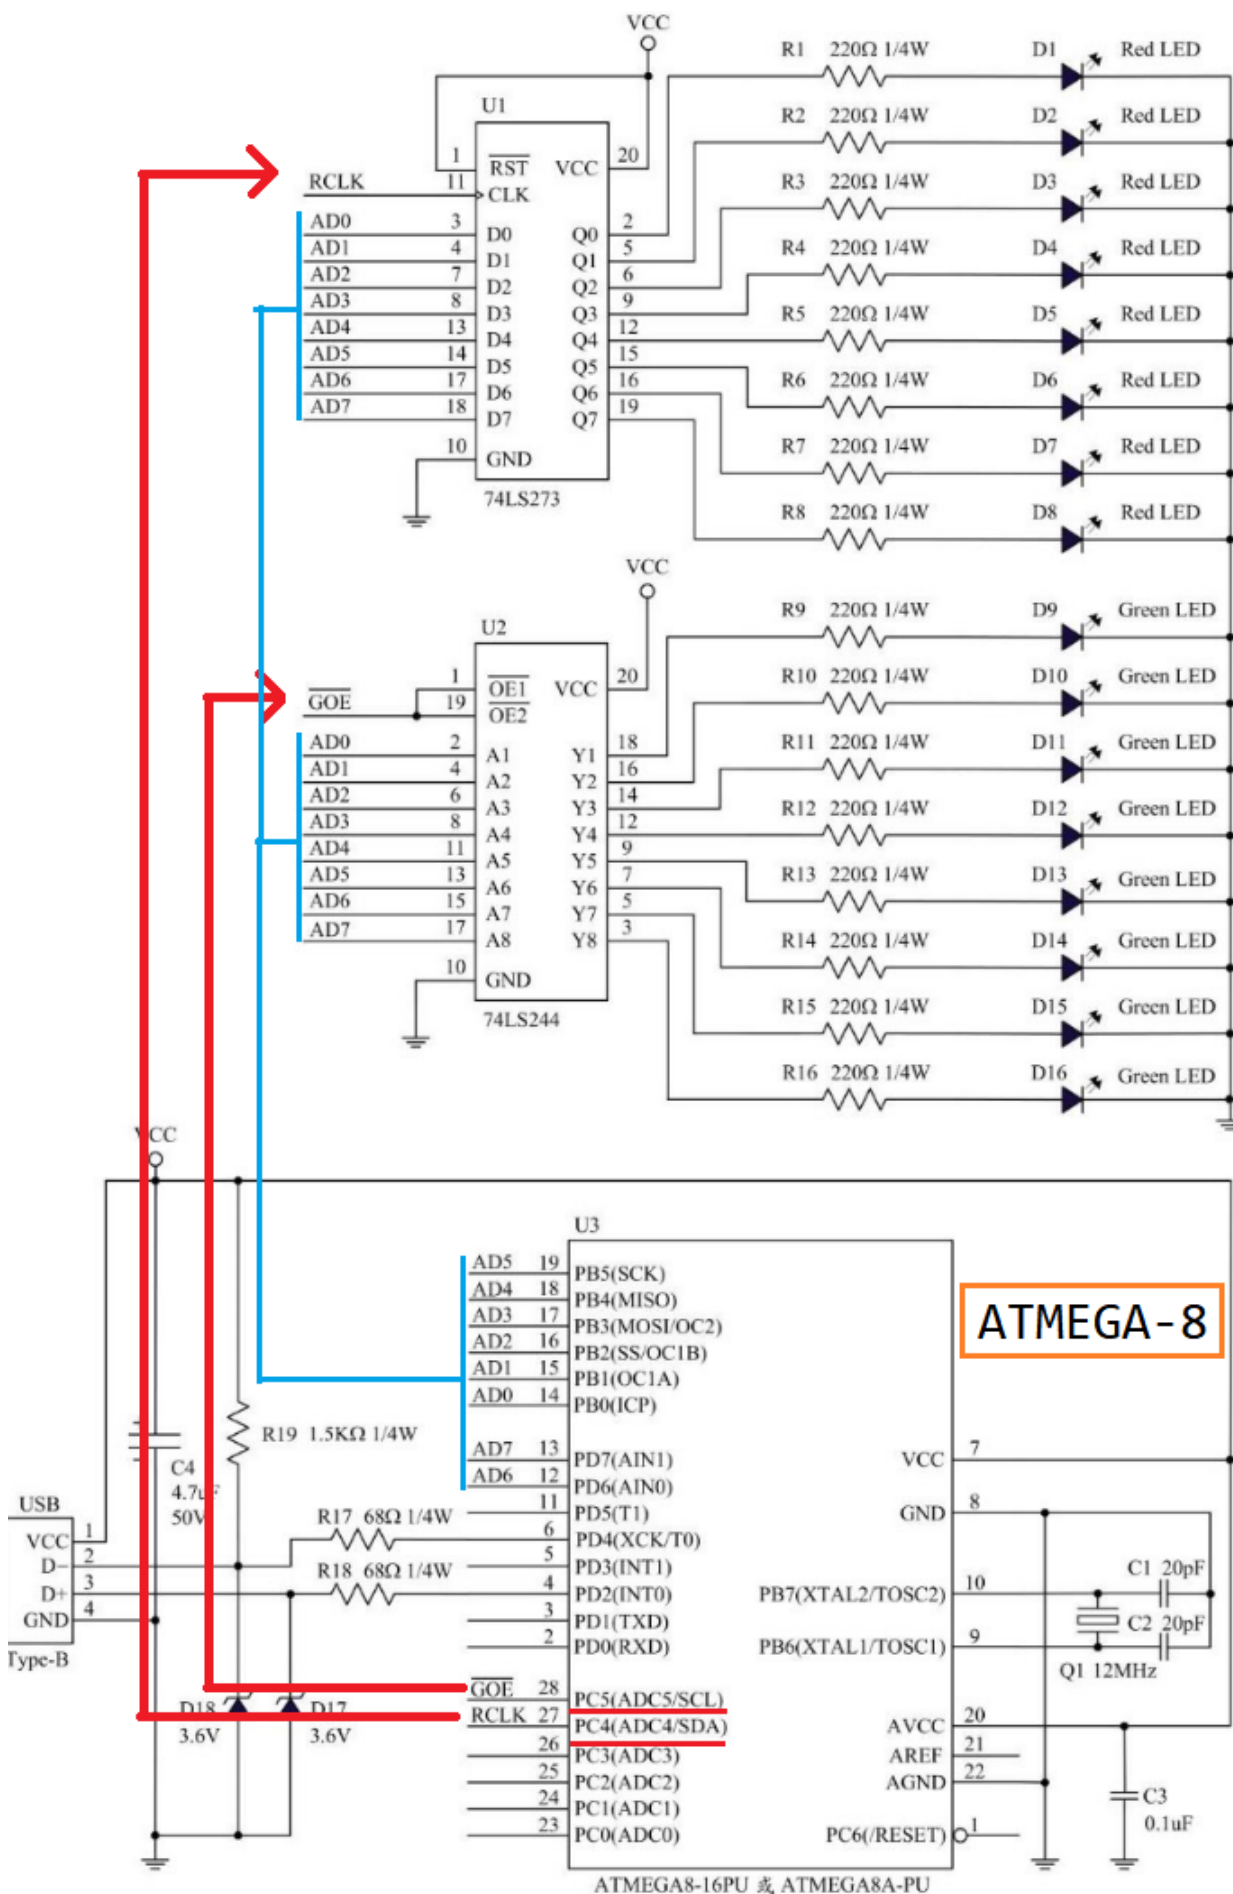 VCC
R1 220Ω 1/4W D1 Red LED
U1
R2 220Ω 1/4W D2 Red LED
1 RST VCC 20
RCLK 11 CLK
R3 220Ω 1/4W D3 Red LED
AD0 3 D0 Q0 2
AD1 4 D1 Q1 5
R4 220Ω 1/4W D4 Red LED
AD2 7 D2 Q2 6
AD3 8 D3 Q3 9
R5 220Ω 1/4W D5 Red LED
AD4 13 D4 Q4 12
AD5 14 D5 Q5 15
R6 220Ω 1/4W D6 Red LED
AD6 17 D6 Q6 16
AD7 18 D7 Q7 19
R7 220Ω 1/4W D7 Red LED
10 GND
74LS273
R8 220Ω 1/4W D8 Red LED
VCC
R9 220Ω 1/4W D9 Green LED
U2
R10 220Ω 1/4W D10 Green LED
1 OE1 VCC 20
GOE 19 OE2
R11 220Ω 1/4W D11 Green LED
AD0 2 A1 Y1 18
AD1 4 A2 Y2 16
R12 220Ω 1/4W D12 Green LED
AD2 6 A3 Y3 14
AD3 8 A4 Y4 12
R13 220Ω 1/4W D13 Green LED
AD4 11 A5 Y5 9
AD5 13 A6 Y6 7
R14 220Ω 1/4W D14 Green LED
AD6 15 A7 Y7 5
AD7 17 A8 Y8 3
10 GND
R15 220Ω 1/4W D15 Green LED
74LS244
R16 220Ω 1/4W D16 Green LED
VCC
U3
AD5 19 PB5(SCK)
AD4 18 PB4(MISO)
ATMEGA-8
AD3 17 PB3(MOSI/OC2)
AD2 16 PB2(SS/OC1B)
AD1 15 PB1(OC1A)
AD0 14 PB0(ICP)
R19 1.5KΩ 1/4W
AD7 13 PD7(AIN1) VCC 7
C4
4.7uF
50V
AD6 12 PD6(AIN0)
USB
11 PD5(T1) GND 8
R17 68Ω 1/4W
VCC 1
6 PD4(XCK/T0)
D- 2
5 PD3(INT1)
R18 68Ω 1/4W
C1 20pF
D+ 3
4 PD2(INT0) PB7(XTAL2/TOSC2) 10
GND 4
3 PD1(TXD)
C2 20pF
2 PD0(RXD) PB6(XTAL1/TOSC1) 9
Type-B
Q1 12MHz
GOE 28 PC5(ADC5/SCL)
D18
3.6V
D17
3.6V
RCLK 27 PC4(ADC4/SDA) AVCC 20
26 PC3(ADC3) AREF 21
25 PC2(ADC2) AGND 22
C3
0.1uF
24 PC1(ADC1)
23 PC0(ADC0) PC6(/RESET) 1
ATMEGA8-16PU 或 ATMEGA8A-PU